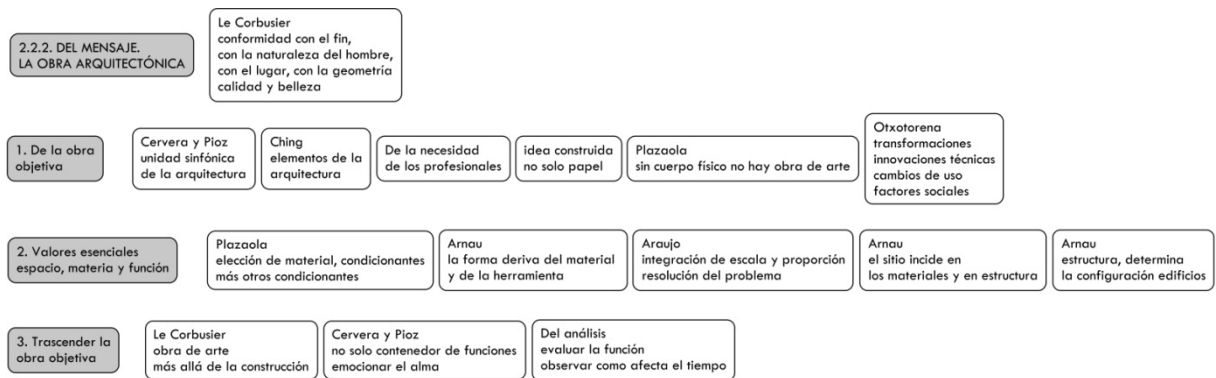 2.2.2. DEL MENSAJE.
LA OBRA ARQUITECTÓNICA
Le Corbusier
conformidad con el fin,
con la naturaleza del hombre,
con el lugar, con la geometría
calidad y belleza
1. De la obra
objetiva
Cervera y Pioz
unidad sinfónica
de la arquitectura
Ching
elementos de la
arquitectura
De la necesidad
de los profesionales
idea construida
no solo papel
Plazaola
sin cuerpo físico no hay obra de arte
Otxotorena
transformaciones
innovaciones técnicas
cambios de uso
factores sociales
2. Valores esenciales
espacio, materia y función
Plazaola
elección de material, condicionantes
más otros condicionantes
Arnau
la forma deriva del material
y de la herramienta
Araujo
integración de escala y proporción
resolución del problema
Arnau
el sitio incide en
los materiales y en estructura
Arnau
estructura, determina
la configuración edificios
3. Trascender la
obra objetiva
Le Corbusier
obra de arte
más allá de la construcción
Cervera y Pioz
no solo contenedor de funciones
emocionar el alma
Del análisis
evaluar la función
observar como afecta el tiempo